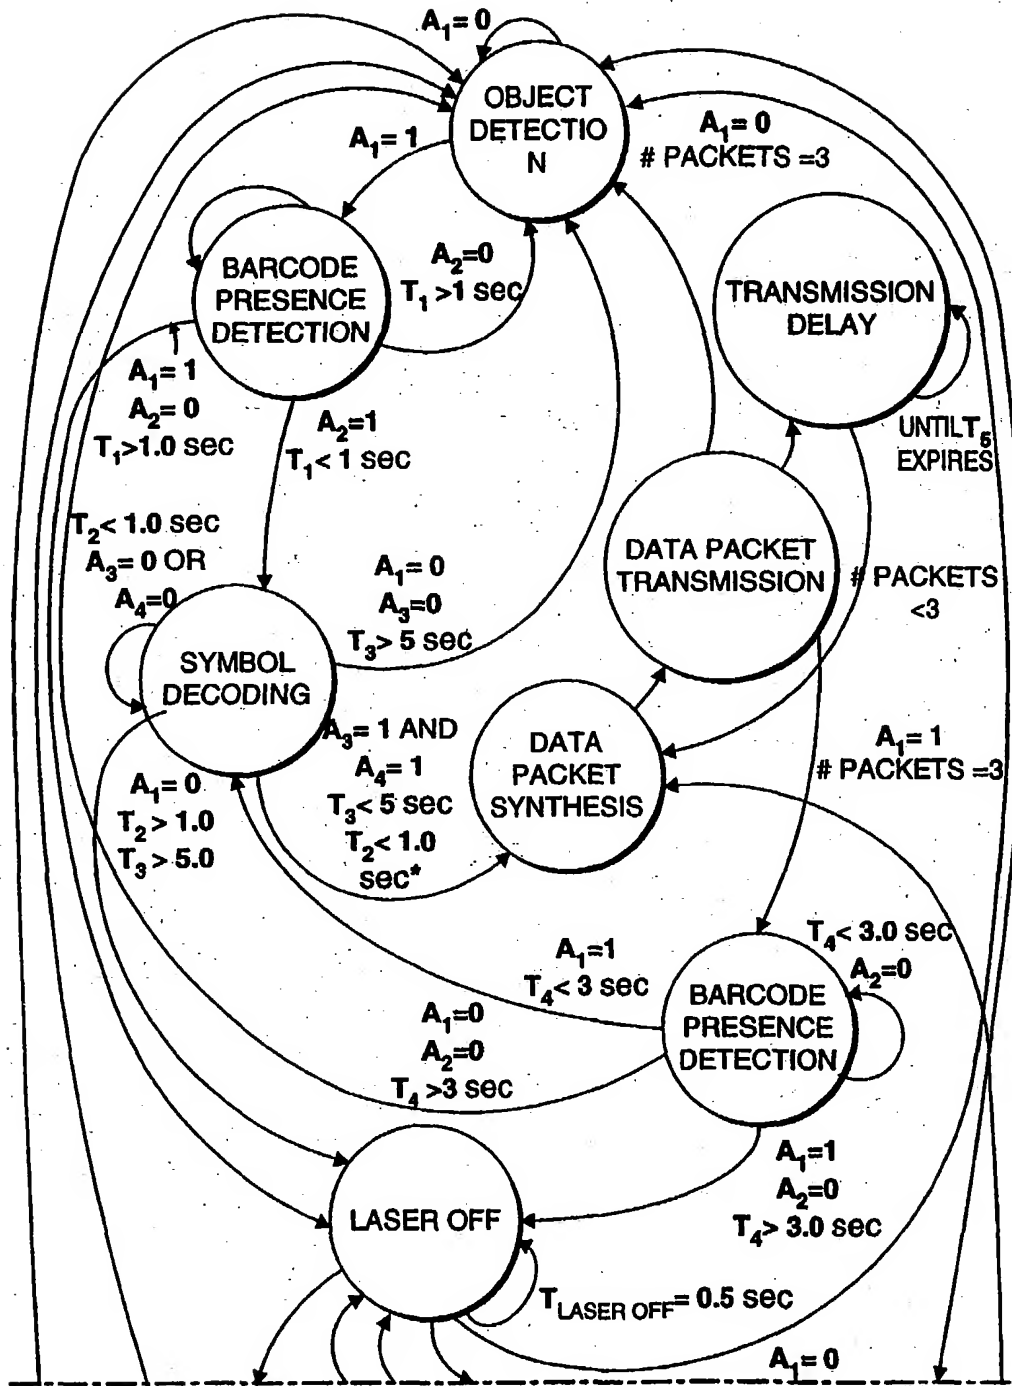 A₁= 0
OBJECT
DETECTIO
N
A₁= 1
A₁= 0
# PACKETS =3
BARCODE
PRESENCE
DETECTION
A₂=0
T₁ >1 sec
TRANSMISSION
DELAY
A₁= 1
A₂= 0
T₁>1.0 sec
A₂=1
T₁< 1 sec
UNTILT₅
EXPIRES
T₂< 1.0 sec
A₃= 0 OR
A₄=0
A₁= 0
A₃=0
T₃> 5 sec
DATA PACKET
TRANSMISSION
# PACKETS
<3
SYMBOL
DECODING
A₃= 1 AND
A₄= 1
T₃< 5 sec
T₂< 1.0
sec*
DATA
PACKET
SYNTHESIS
A₁= 1
# PACKETS =3
A₁= 0
T₂> 1.0
T₃> 5.0
A₁=1
T₄< 3 sec
T₄< 3.0 sec
A₂=0
BARCODE
PRESENCE
DETECTION
A₁=0
A₂=0
T₄ >3 sec
A₁=1
A₂=0
T₄> 3.0 sec
LASER OFF
T LASER OFF= 0.5 sec
A₁= 0